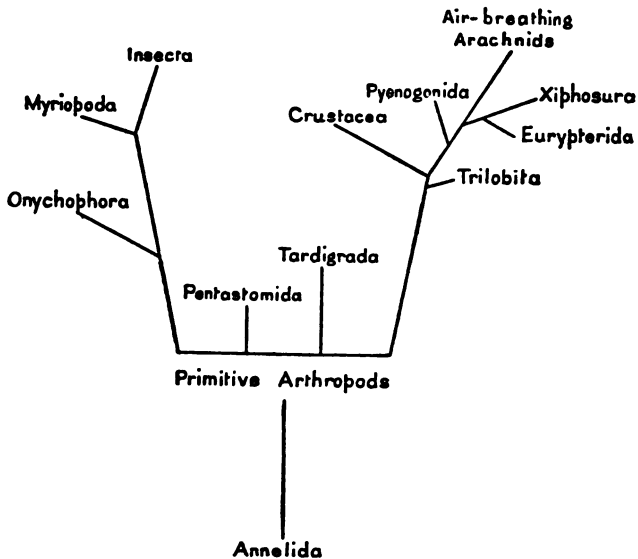 Air-breathing
Arachnids
Insecta
Xiphosura
Myriopoda
Pycnogonida
Crustacea
Eurypterida
Trilobita
Onychophora
Tardigrada
Pentastomida
Primitive Arthropods
Annelida